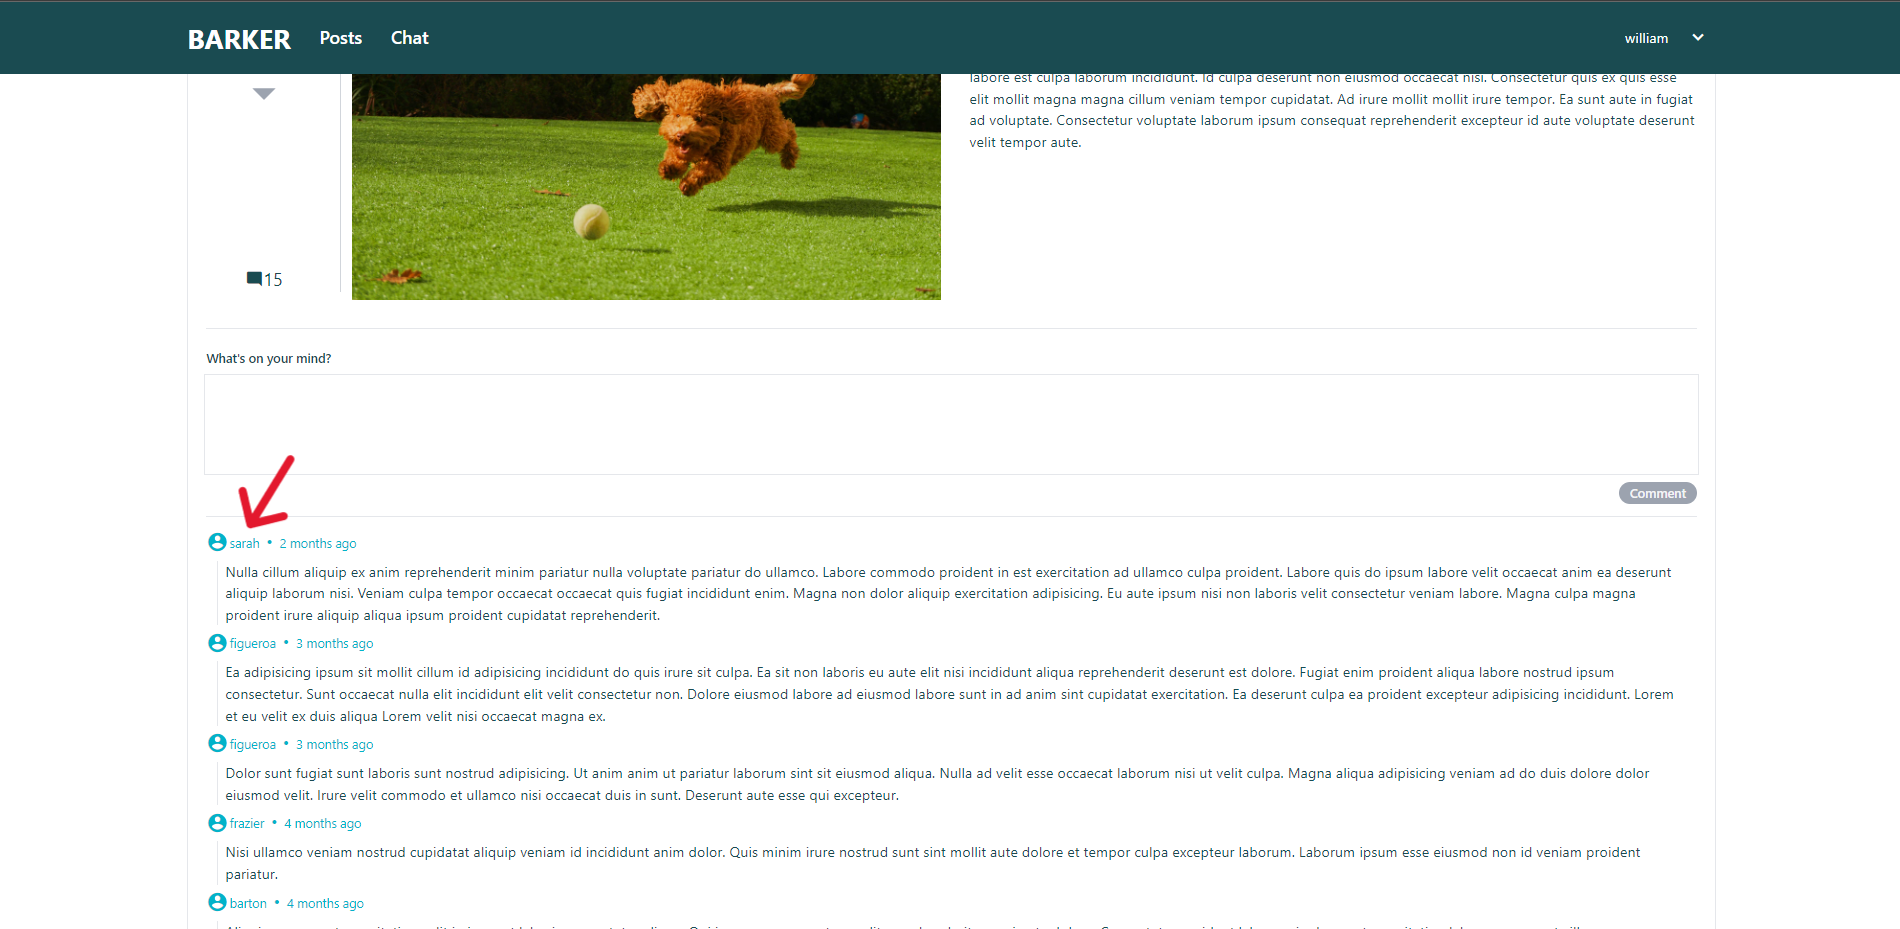 BARKER Posts Chat william
labore est culpa laborum incididunt. Id culpa deserunt non eiusmod occaecat nisi. Consectetur quis ex quis esse
elit mollit magna magna cillum veniam tempor cupidatat. Ad irure mollit mollit irure tempor. Ea sunt aute in fugiat
ad voluptate. Consectetur voluptate laborum ipsum consequat reprehenderit excepteur id aute voluptate deserunt
velit tempor aute.
15
What's on your mind?
Comment
sarah • 2 months ago
Nulla cillum aliquip ex anim reprehenderit minim pariatur nulla voluptate pariatur do ullamco. Labore commodo proident in est exercitation ad ullamco culpa proident. Labore quis do ipsum labore velit occaecat anim ea deserunt
aliquip laborum nisi. Veniam culpa tempor occaecat occaecat quis fugiat incididunt enim. Magna non dolor aliquip exercitation adipisicing. Eu aute ipsum nisi non laboris velit consectetur veniam labore. Magna culpa magna
proident irure aliquip aliqua ipsum proident cupidatat reprehenderit.
figueroa • 3 months ago
Ea adipisicing ipsum sit mollit cillum id adipisicing incididunt do quis irure sit culpa. Ea sit non laboris eu aute elit nisi incididunt aliqua reprehenderit deserunt est dolore. Fugiat enim proident aliqua labore nostrud ipsum
consectetur. Sunt occaecat nulla elit incididunt elit velit consectetur non. Dolore eiusmod labore ad eiusmod labore sunt in ad anim sint cupidatat exercitation. Ea deserunt culpa ea proident excepteur adipisicing incididunt. Lorem
et eu velit ex duis aliqua Lorem velit nisi occaecat magna ex.
figueroa • 3 months ago
Dolor sunt fugiat sunt laboris sunt nostrud adipisicing. Ut anim anim ut pariatur laborum sint sit eiusmod aliqua. Nulla ad velit esse occaecat laborum nisi ut velit culpa. Magna aliqua adipisicing veniam ad do duis dolore dolor
eiusmod velit. Irure velit commodo et ullamco nisi occaecat duis in sunt. Deserunt aute esse qui excepteur.
frazier • 4 months ago
Nisi ullamco veniam nostrud cupidatat aliquip veniam id incididunt anim dolor. Quis minim irure nostrud sunt sint mollit aute dolore et tempor culpa excepteur laborum. Laborum ipsum esse eiusmod non id veniam proident
pariatur.
barton • 4 months ago